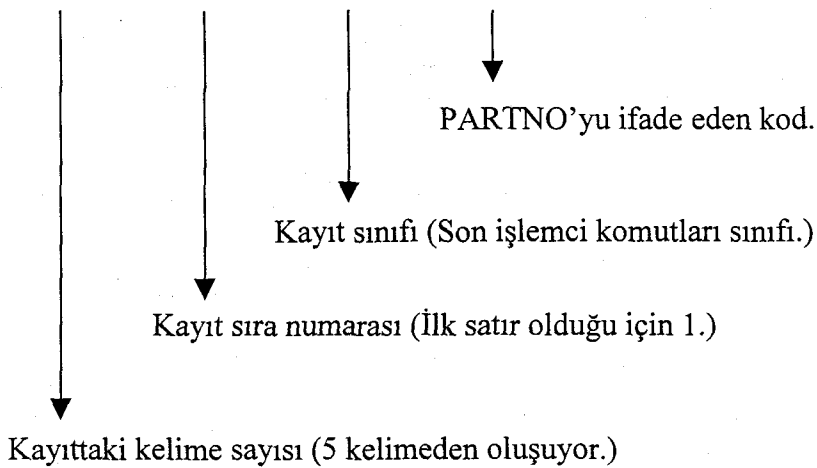 PARTNO’yu ifade eden kod.
Kayıt sınıfı (Son işlemci komutları sınıfı.)
Kayıt sıra numarası (İlk satır olduğu için 1.)
Kayıttaki kelime sayısı (5 kelimeden oluşuyor.)